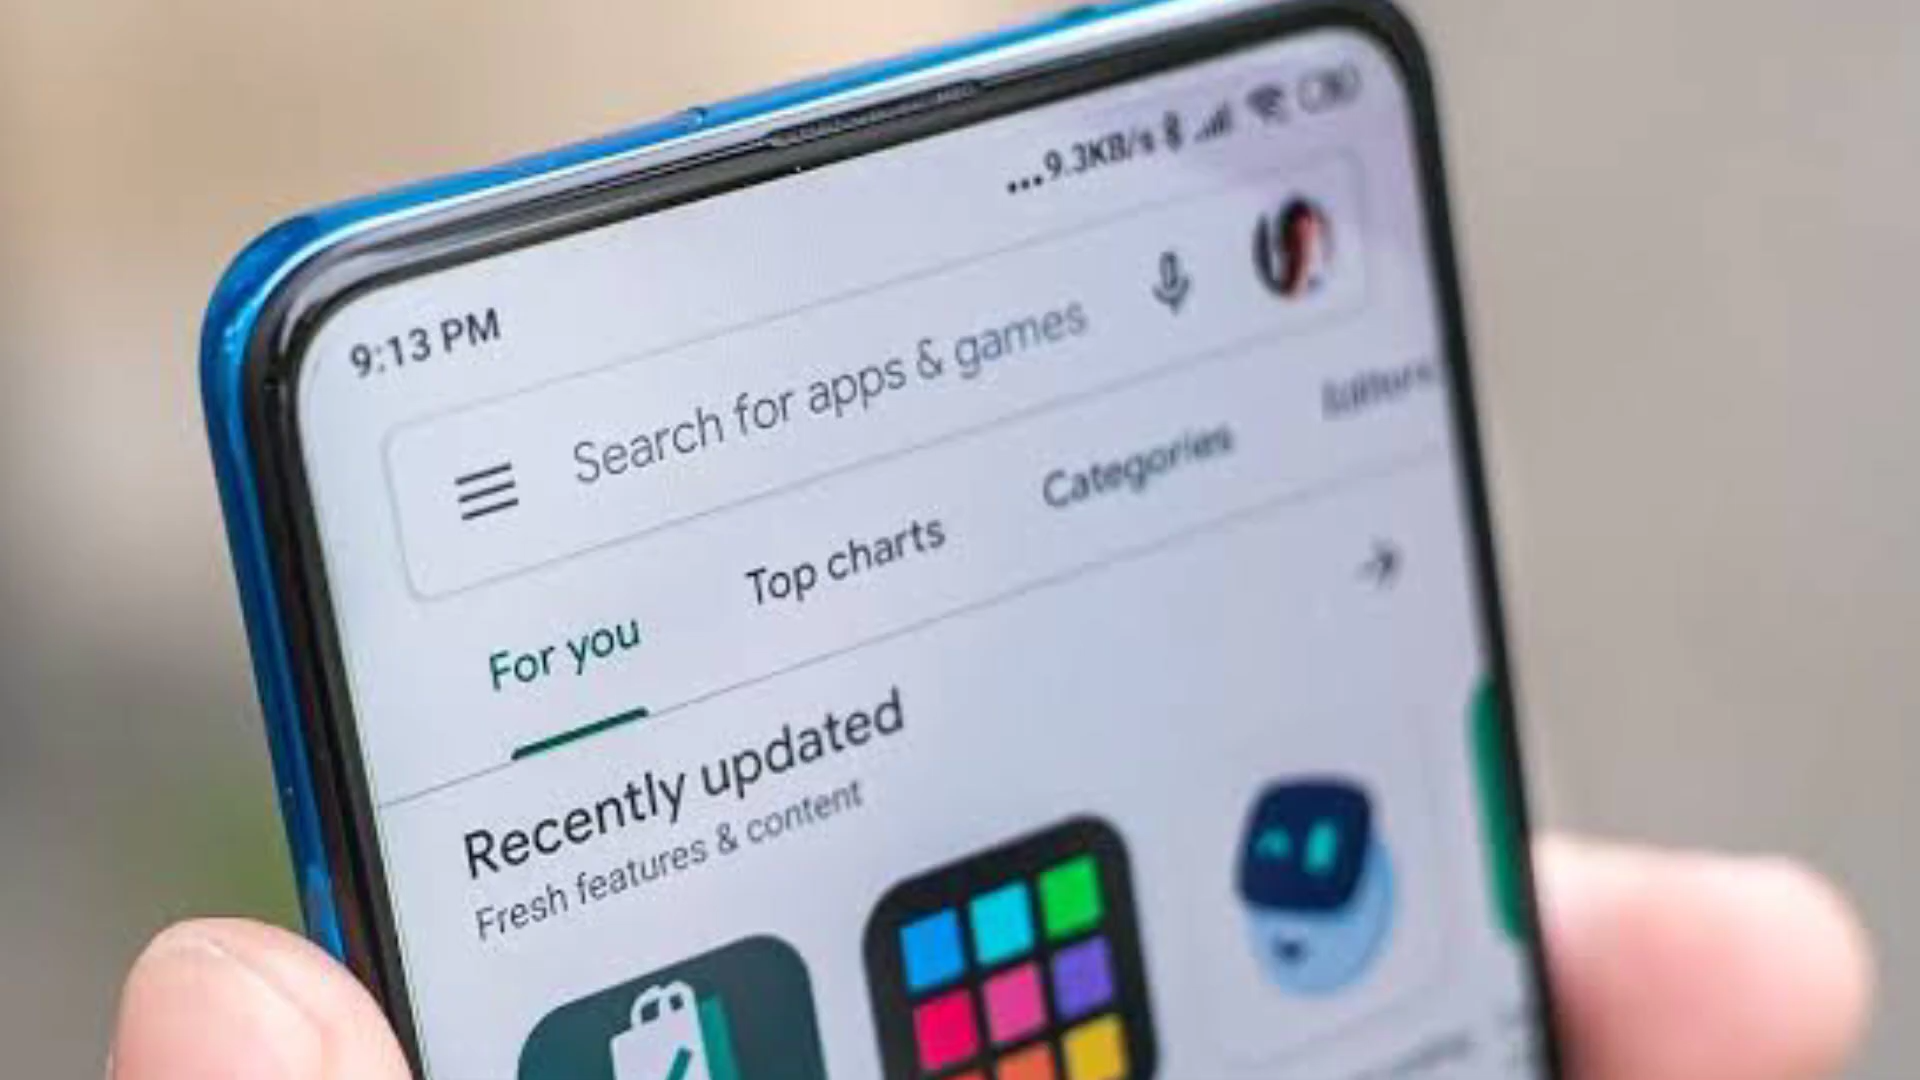 9:13 PM ...9.3KB/s
Search for apps & games
For you Top charts Categories Editors
Recently updated
Fresh features & content